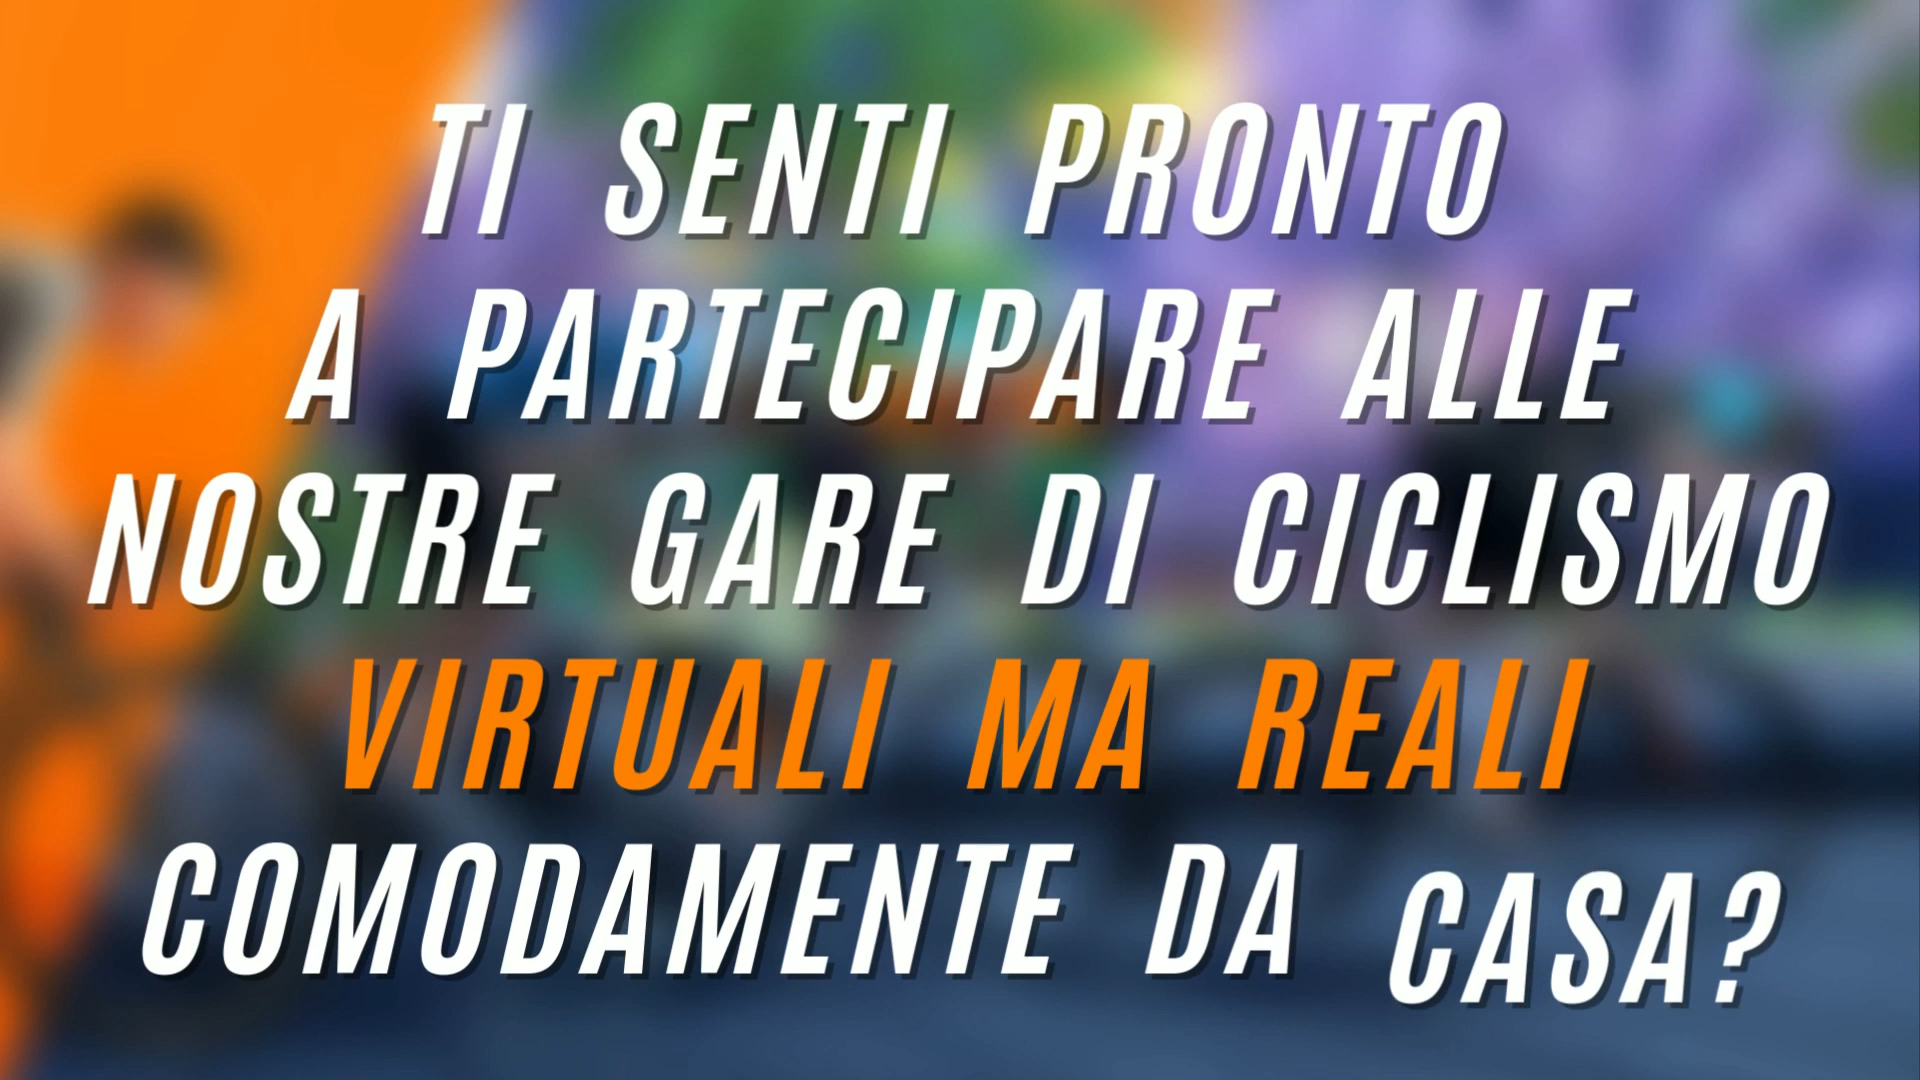 TI SENTI PRONTO
A PARTECIPARE ALLE
NOSTRE GARE DI CICLISMO
VIRTUALI MA REALI
COMODAMENTE DA CASA?